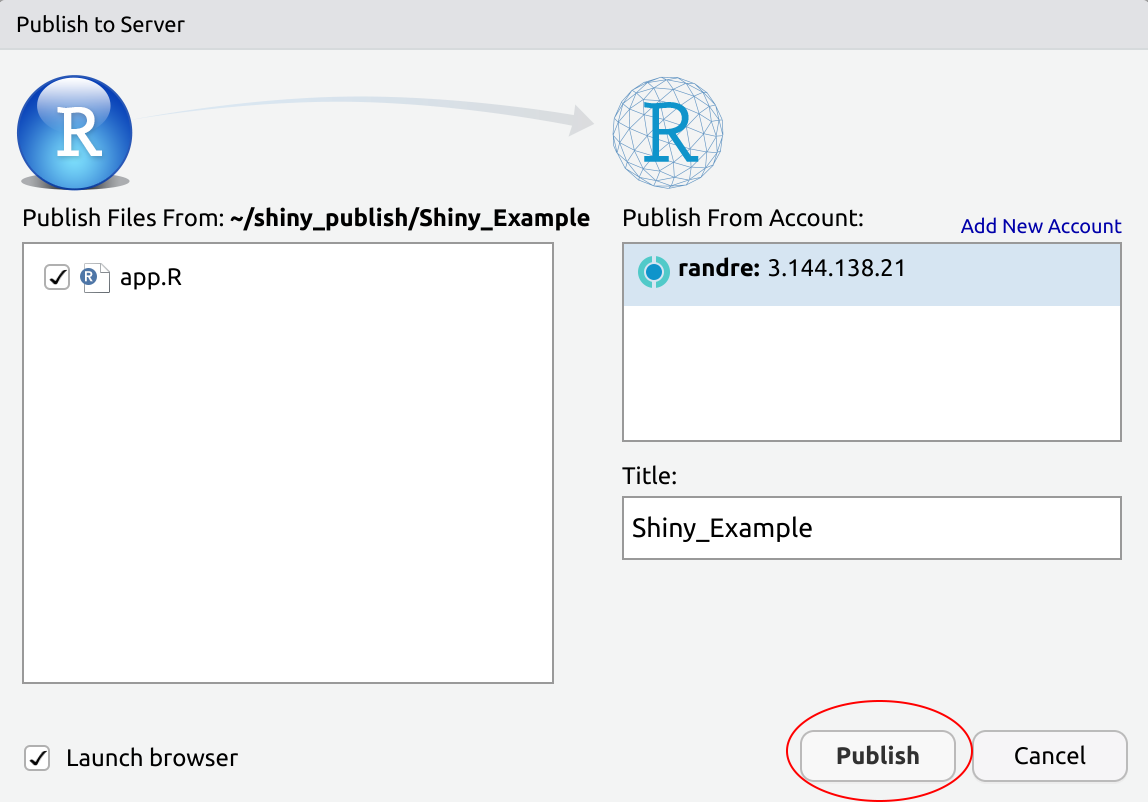 Publish to Server
R
R
Publish Files From: ~/shiny_publish/Shiny_Example
R app.R
Publish From Account:
Add New Account
randre: 3.144.138.21
Title:
Shiny_Example
Launch browser
Publish
Cancel